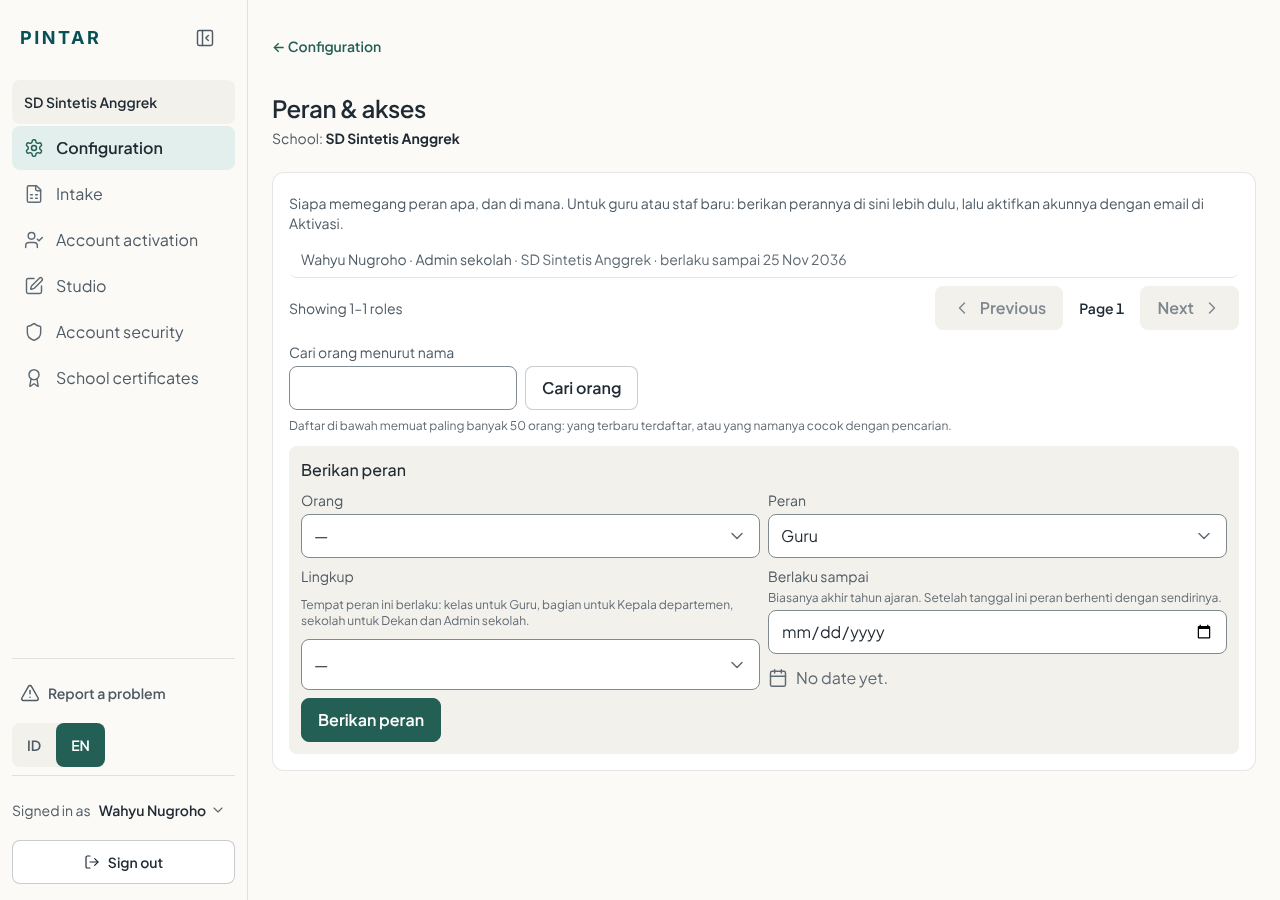 PINTAR
SD Sintetis Anggrek
Configuration
Intake
Account activation
Studio
Account security
School certificates
Report a problem
ID EN
Signed in as Wahyu Nugroho
Sign out
← Configuration
Peran & akses
School: SD Sintetis Anggrek
Siapa memegang peran apa, dan di mana. Untuk guru atau staf baru: berikan perannya di sini lebih dulu, lalu aktifkan akunnya dengan email di
Aktivasi.
Wahyu Nugroho · Admin sekolah · SD Sintetis Anggrek · berlaku sampai 25 Nov 2036
Showing 1–1 roles
Previous Page 1 Next
Cari orang menurut nama
Cari orang
Daftar di bawah memuat paling banyak 50 orang: yang terbaru terdaftar, atau yang namanya cocok dengan pencarian.
Berikan peran
Orang
—
Peran
Guru
Lingkup
Tempat peran ini berlaku: kelas untuk Guru, bagian untuk Kepala departemen,
sekolah untuk Dekan dan Admin sekolah.
—
Berlaku sampai
Biasanya akhir tahun ajaran. Setelah tanggal ini peran berhenti dengan sendirinya.
mm/dd/yyyy
No date yet.
Berikan peran